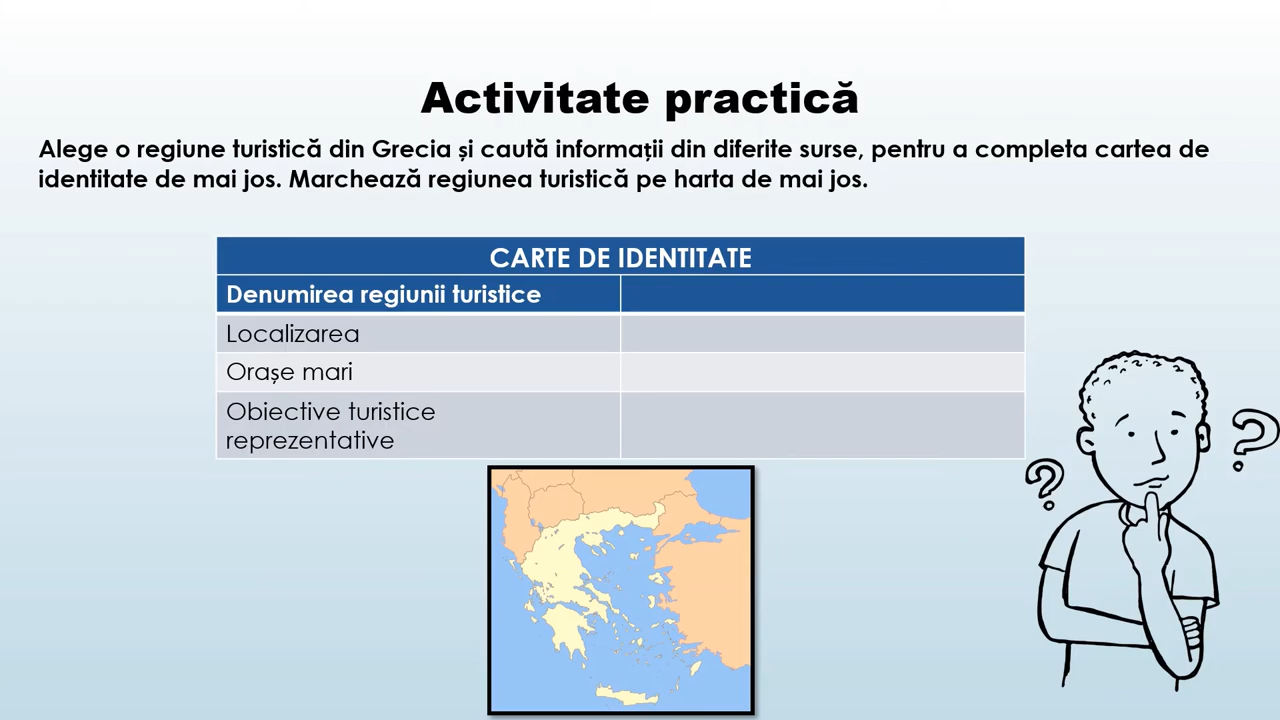 Activitate practică
Alege o regiune turistică din Grecia și caută informații din diferite surse, pentru a completa cartea de
identitate de mai jos. Marchează regiunea turistică pe harta de mai jos.
CARTE DE IDENTITATE
Denumirea regiunii turistice
Localizarea
Orașe mari
Obiective turistice
reprezentative
?
?